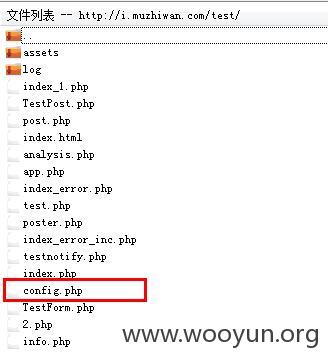 文件列表 -- http://i.muzhiwan.com/test/
..
assets
log
index_1.php
TestPost.php
post.php
index.html
analysis.php
app.php
index_error.php
test.php
poster.php
index_error_inc.php
testnotify.php
index.php
config.php
TestForm.php
2.php
info.php
www.wooyun.org